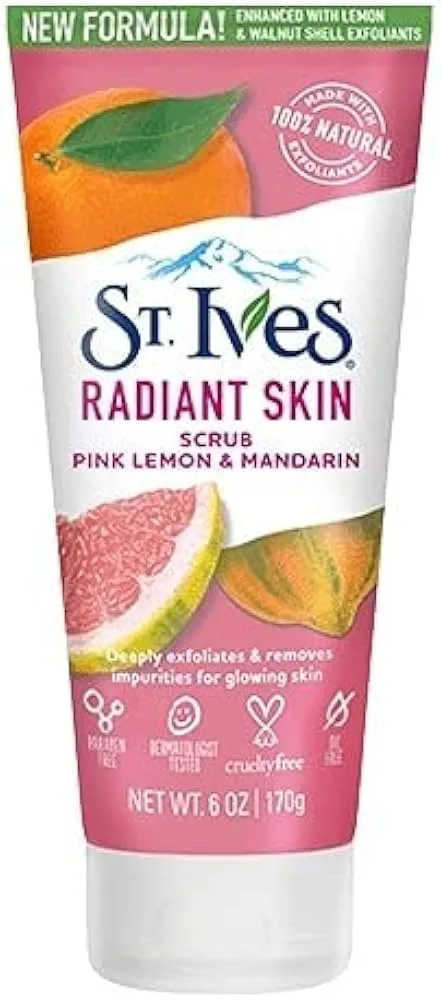 NEW FORMULA!
ENHANCED WITH LEMON
& WALNUT SHELL EXFOLIANTS
MADE WITH
100% NATURAL
EXFOLIANTS
ST. IVES®
RADIANT SKIN
SCRUB
PINK LEMON & MANDARIN
Deeply exfoliates & removes
impurities for glowing skin
PARABEN
FREE
DERMATOLOGIST
TESTED
crueltyfree
OIL
FREE
NET WT. 6 OZ | 170g